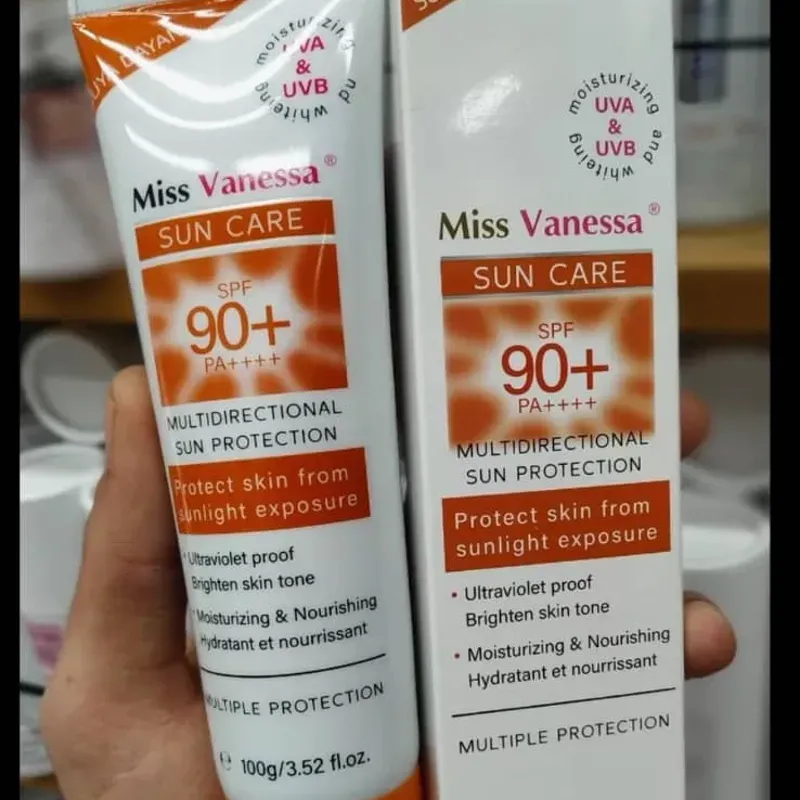 moisturizing
UVA
&
UVB
nd whiteing
Miss Vanessa®
SUN CARE
SPF
90+
PA++++
MULTIDIRECTIONAL
SUN PROTECTION
Protect skin from
sunlight exposure
Ultraviolet proof
Brighten skin tone
Moisturizing & Nourishing
Hydratant et nourrissant
MULTIPLE PROTECTION
e 100g/3.52 fl.oz.
moisturizing and whiteing
UVA
&
UVB
Miss Vanessa®
SUN CARE
SPF
90+
PA++++
MULTIDIRECTIONAL
SUN PROTECTION
Protect skin from
sunlight exposure
• Ultraviolet proof
Brighten skin tone
• Moisturizing & Nourishing
Hydratant et nourrissant
MULTIPLE PROTECTION